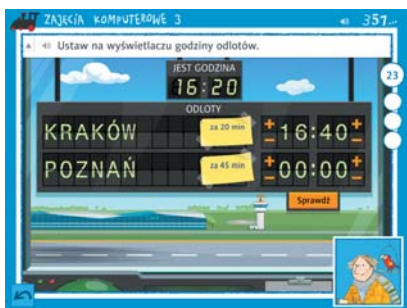 ZAJĘCIA KOMPUTEROWE 3
357...
Ustaw na wyświetlaczu godziny odlotów.
JEST GODZINA
16:20
23
ODLOTY
KRAKÓW za 20 min +16:40+
POZNAŃ za 45 min +00:00+
Sprawdź